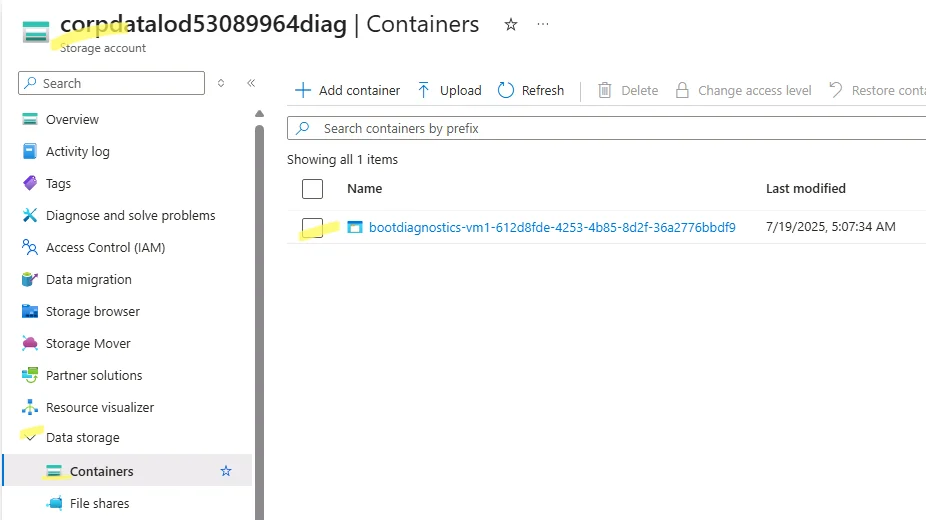 corpdatalod53089964diag | Containers
Storage account
Search
Overview
Activity log
Tags
Diagnose and solve problems
Access Control (IAM)
Data migration
Storage browser
Storage Mover
Partner solutions
Resource visualizer
Data storage
Containers
File shares
Add container Upload Refresh Delete Change access level Restore conta
Search containers by prefix
Showing all 1 items
Name Last modified
bootdiagnostics-vm1-612d8fde-4253-4b85-8d2f-36a2776bbdf9 7/19/2025, 5:07:34 AM